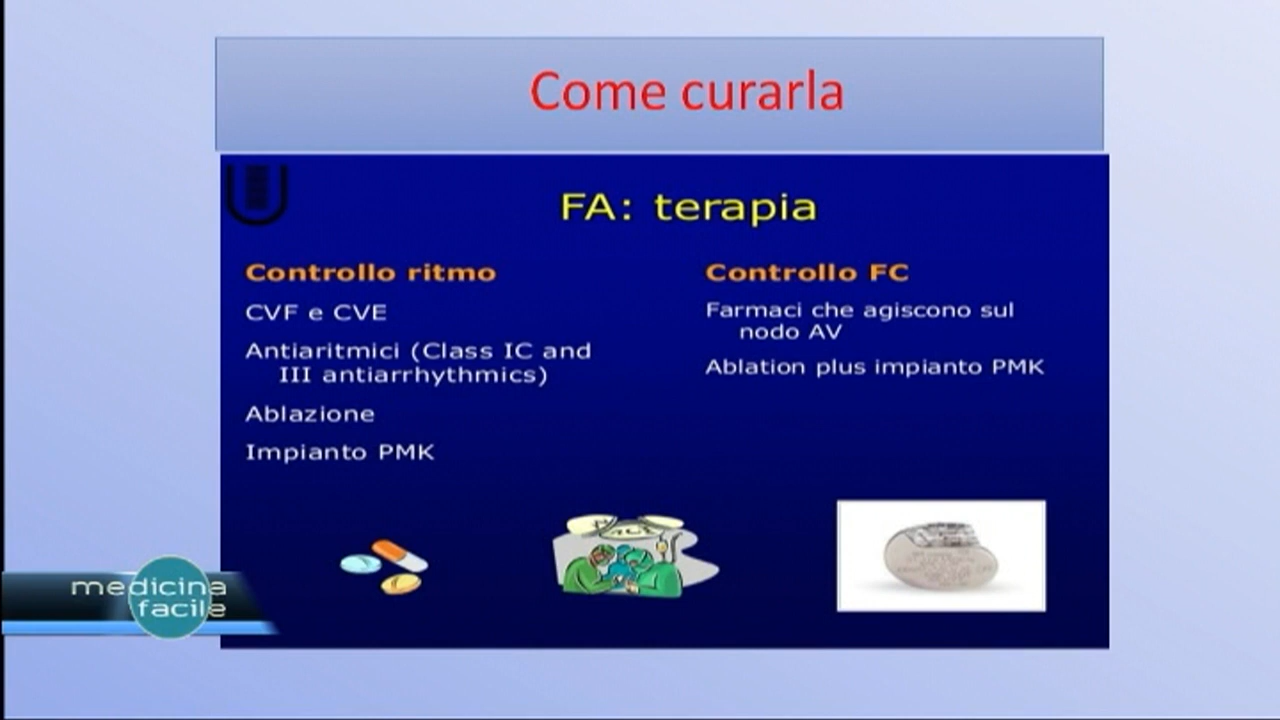 Come curarla
FA: terapia
Controllo ritmo
CVF e CVE
Antiaritmici (Class IC and
III antiarrhythmics)
Ablazione
Impianto PMK
Controllo FC
Farmaci che agiscono sul
nodo AV
Ablation plus impianto PMK
medicina
facile